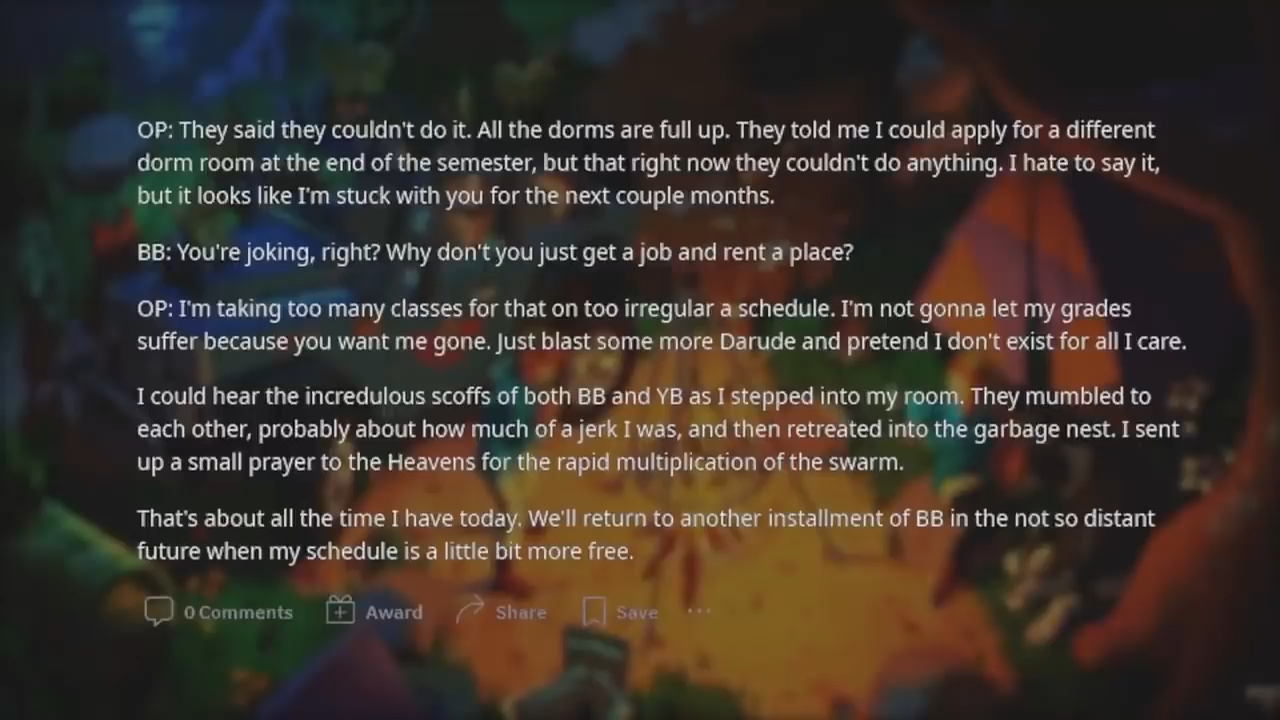 OP: They said they couldn't do it. All the dorms are full up. They told me I could apply for a different
dorm room at the end of the semester, but that right now they couldn't do anything. I hate to say it,
but it looks like I'm stuck with you for the next couple months.
BB: You're joking, right? Why don't you just get a job and rent a place?
OP: I'm taking too many classes for that on too irregular a schedule. I'm not gonna let my grades
suffer because you want me gone. Just blast some more Darude and pretend I don't exist for all I care.
I could hear the incredulous scoffs of both BB and YB as I stepped into my room. They mumbled to
each other, probably about how much of a jerk I was, and then retreated into the garbage nest. I sent
up a small prayer to the Heavens for the rapid multiplication of the swarm.
That's about all the time I have today. We'll return to another installment of BB in the not so distant
future when my schedule is a little bit more free.
0 Comments Award Share Save ...